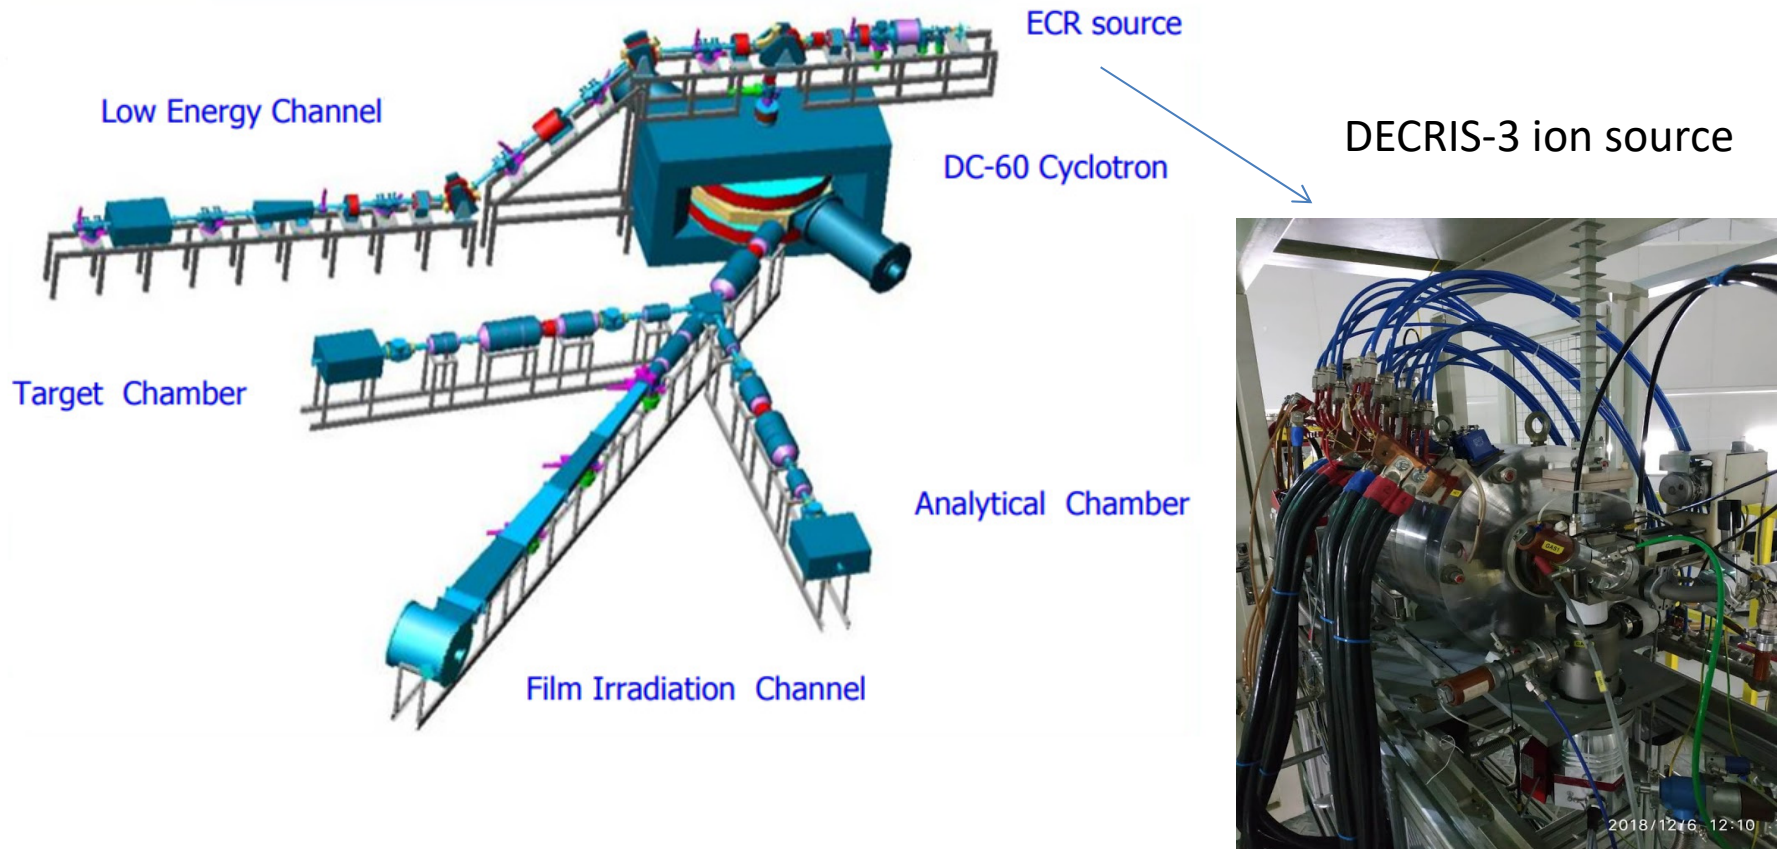 ECR source
Low Energy Channel
DECRIS-3 ion source
DC-60 Cyclotron
Target Chamber
Analytical Chamber
Film Irradiation Channel
GAS1
2018/12/6 12:10